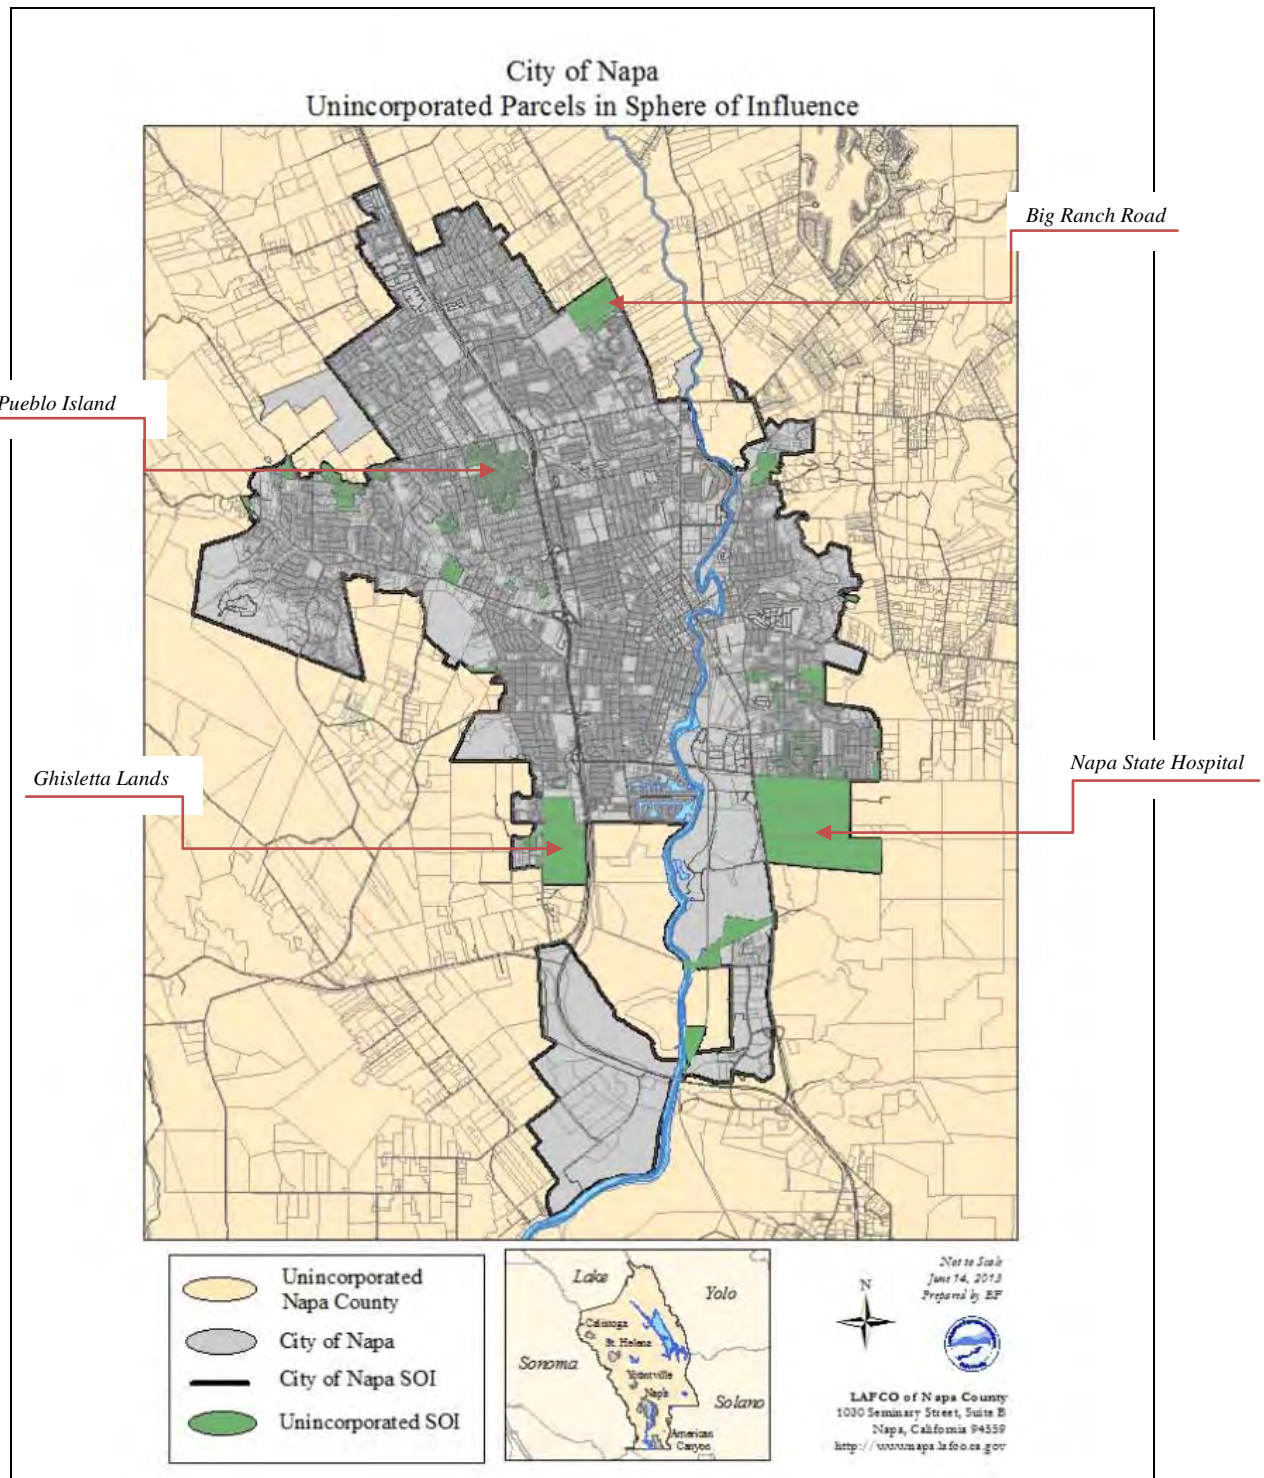 City of Napa
Unincorporated Parcels in Sphere of Influence
Big Ranch Road
Pueblo Island
Ghisletta Lands
Napa State Hospital
Unincorporated
Napa County
City of Napa
City of Napa SOI
Unincorporated SOI
Lake
Yolo
Calistoga
St. Helena
Sonoma
Yountville
Napa
Solano
American
Canyon
Not to Scale
June 14, 2013
Prepared by BF
N
LAFCO of Napa County
1030 Seminary Street, Suite B
Napa, California 94559
http://www.napa.lafco.ca.gov